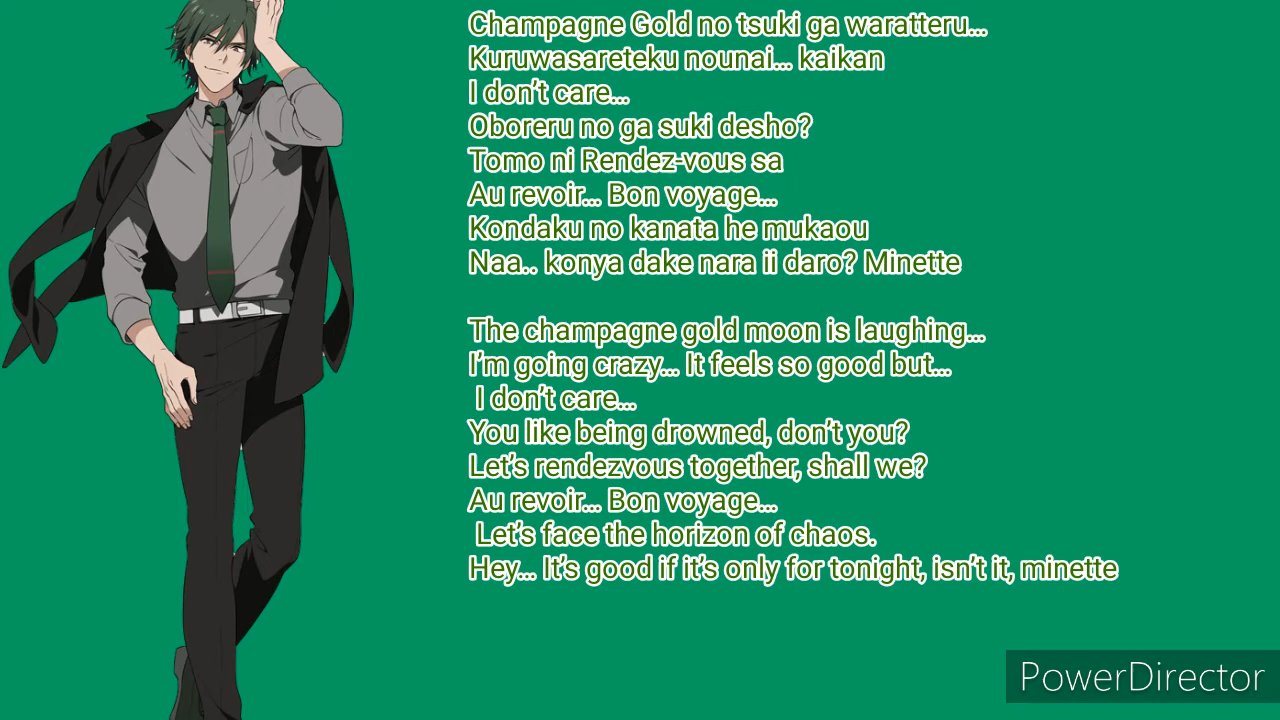 Champagne Gold no tsuki ga waratteru...
Kuruwasareteku nounai... kaikan
I don't care...
Oboreru no ga suki desho?
Tomo ni Rendez-vous sa
Au revoir... Bon voyage...
Kondaku no kanata he mukaou
Naa.. konya dake nara ii daro? Minette
The champagne gold moon is laughing...
I'm going crazy... It feels so good but...
I don't care...
You like being drowned, don't you?
Let's rendezvous together, shall we?
Au revoir... Bon voyage...
Let's face the horizon of chaos.
Hey... It's good if it's only for tonight, isn't it, minette
PowerDirector